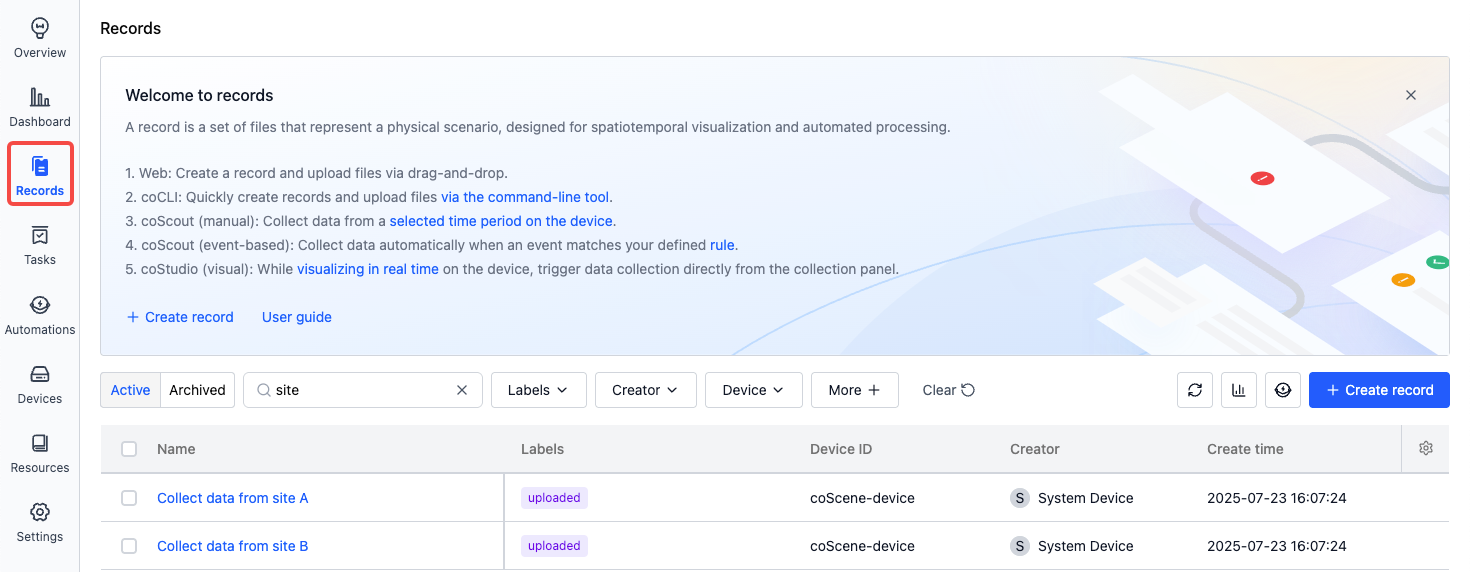 Overview
Dashboard
Records
Tasks
Automations
Devices
Resources
Settings
Records
Welcome to records
A record is a set of files that represent a physical scenario, designed for spatiotemporal visualization and automated processing.
1. Web: Create a record and upload files via drag-and-drop.
2. coCLI: Quickly create records and upload files via the command-line tool.
3. coScout (manual): Collect data from a selected time period on the device.
4. coScout (event-based): Collect data automatically when an event matches your defined rule.
5. coStudio (visual): While visualizing in real time on the device, trigger data collection directly from the collection panel.
+ Create record User guide
Active Archived site Labels Creator Device More + Clear + Create record
Name Labels Device ID Creator Create time
Collect data from site A uploaded coScene-device S System Device 2025-07-23 16:07:24
Collect data from site B uploaded coScene-device S System Device 2025-07-23 16:07:24